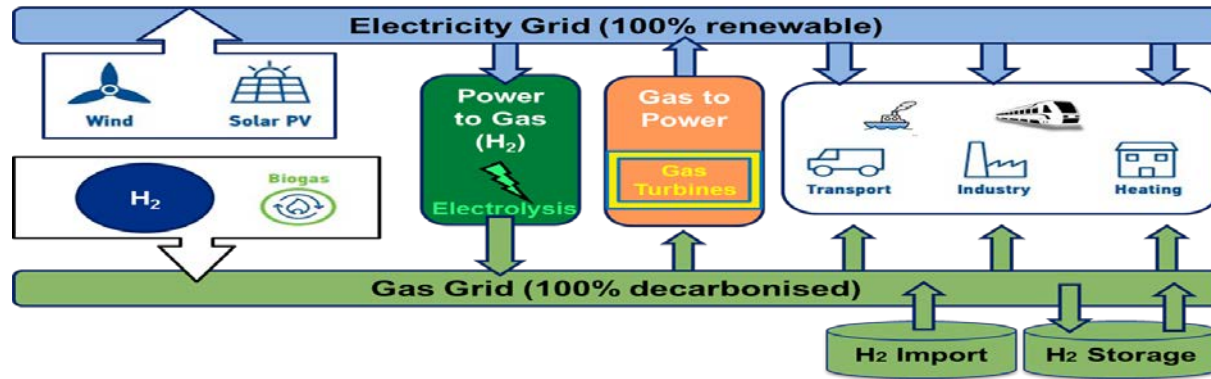 Electricity Grid (100% renewable)
Wind
Solar PV
Power
to Gas
(H₂)
Electrolysis
Gas to
Power
Gas
Turbines
Transport
Industry
Heating
H₂
Biogas
Gas Grid (100% decarbonised)
H2 Import
H2 Storage